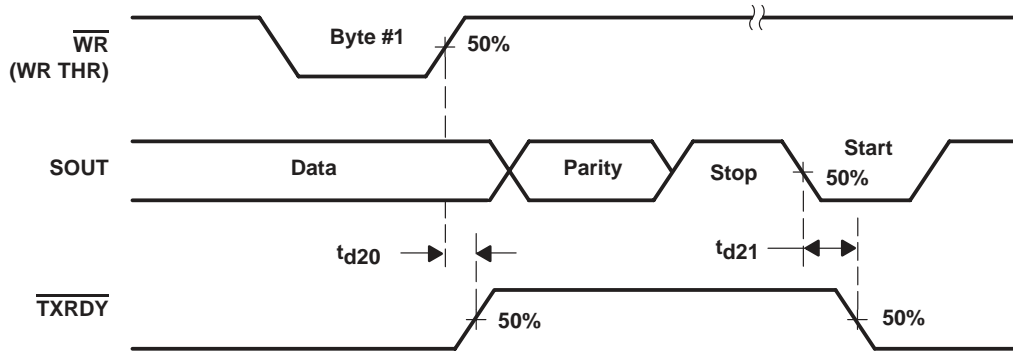 WR
(WR THR)
Byte #1
50%
SOUT
Data
Parity
Stop
Start
50%
td20
td21
TXRDY
50%
50%